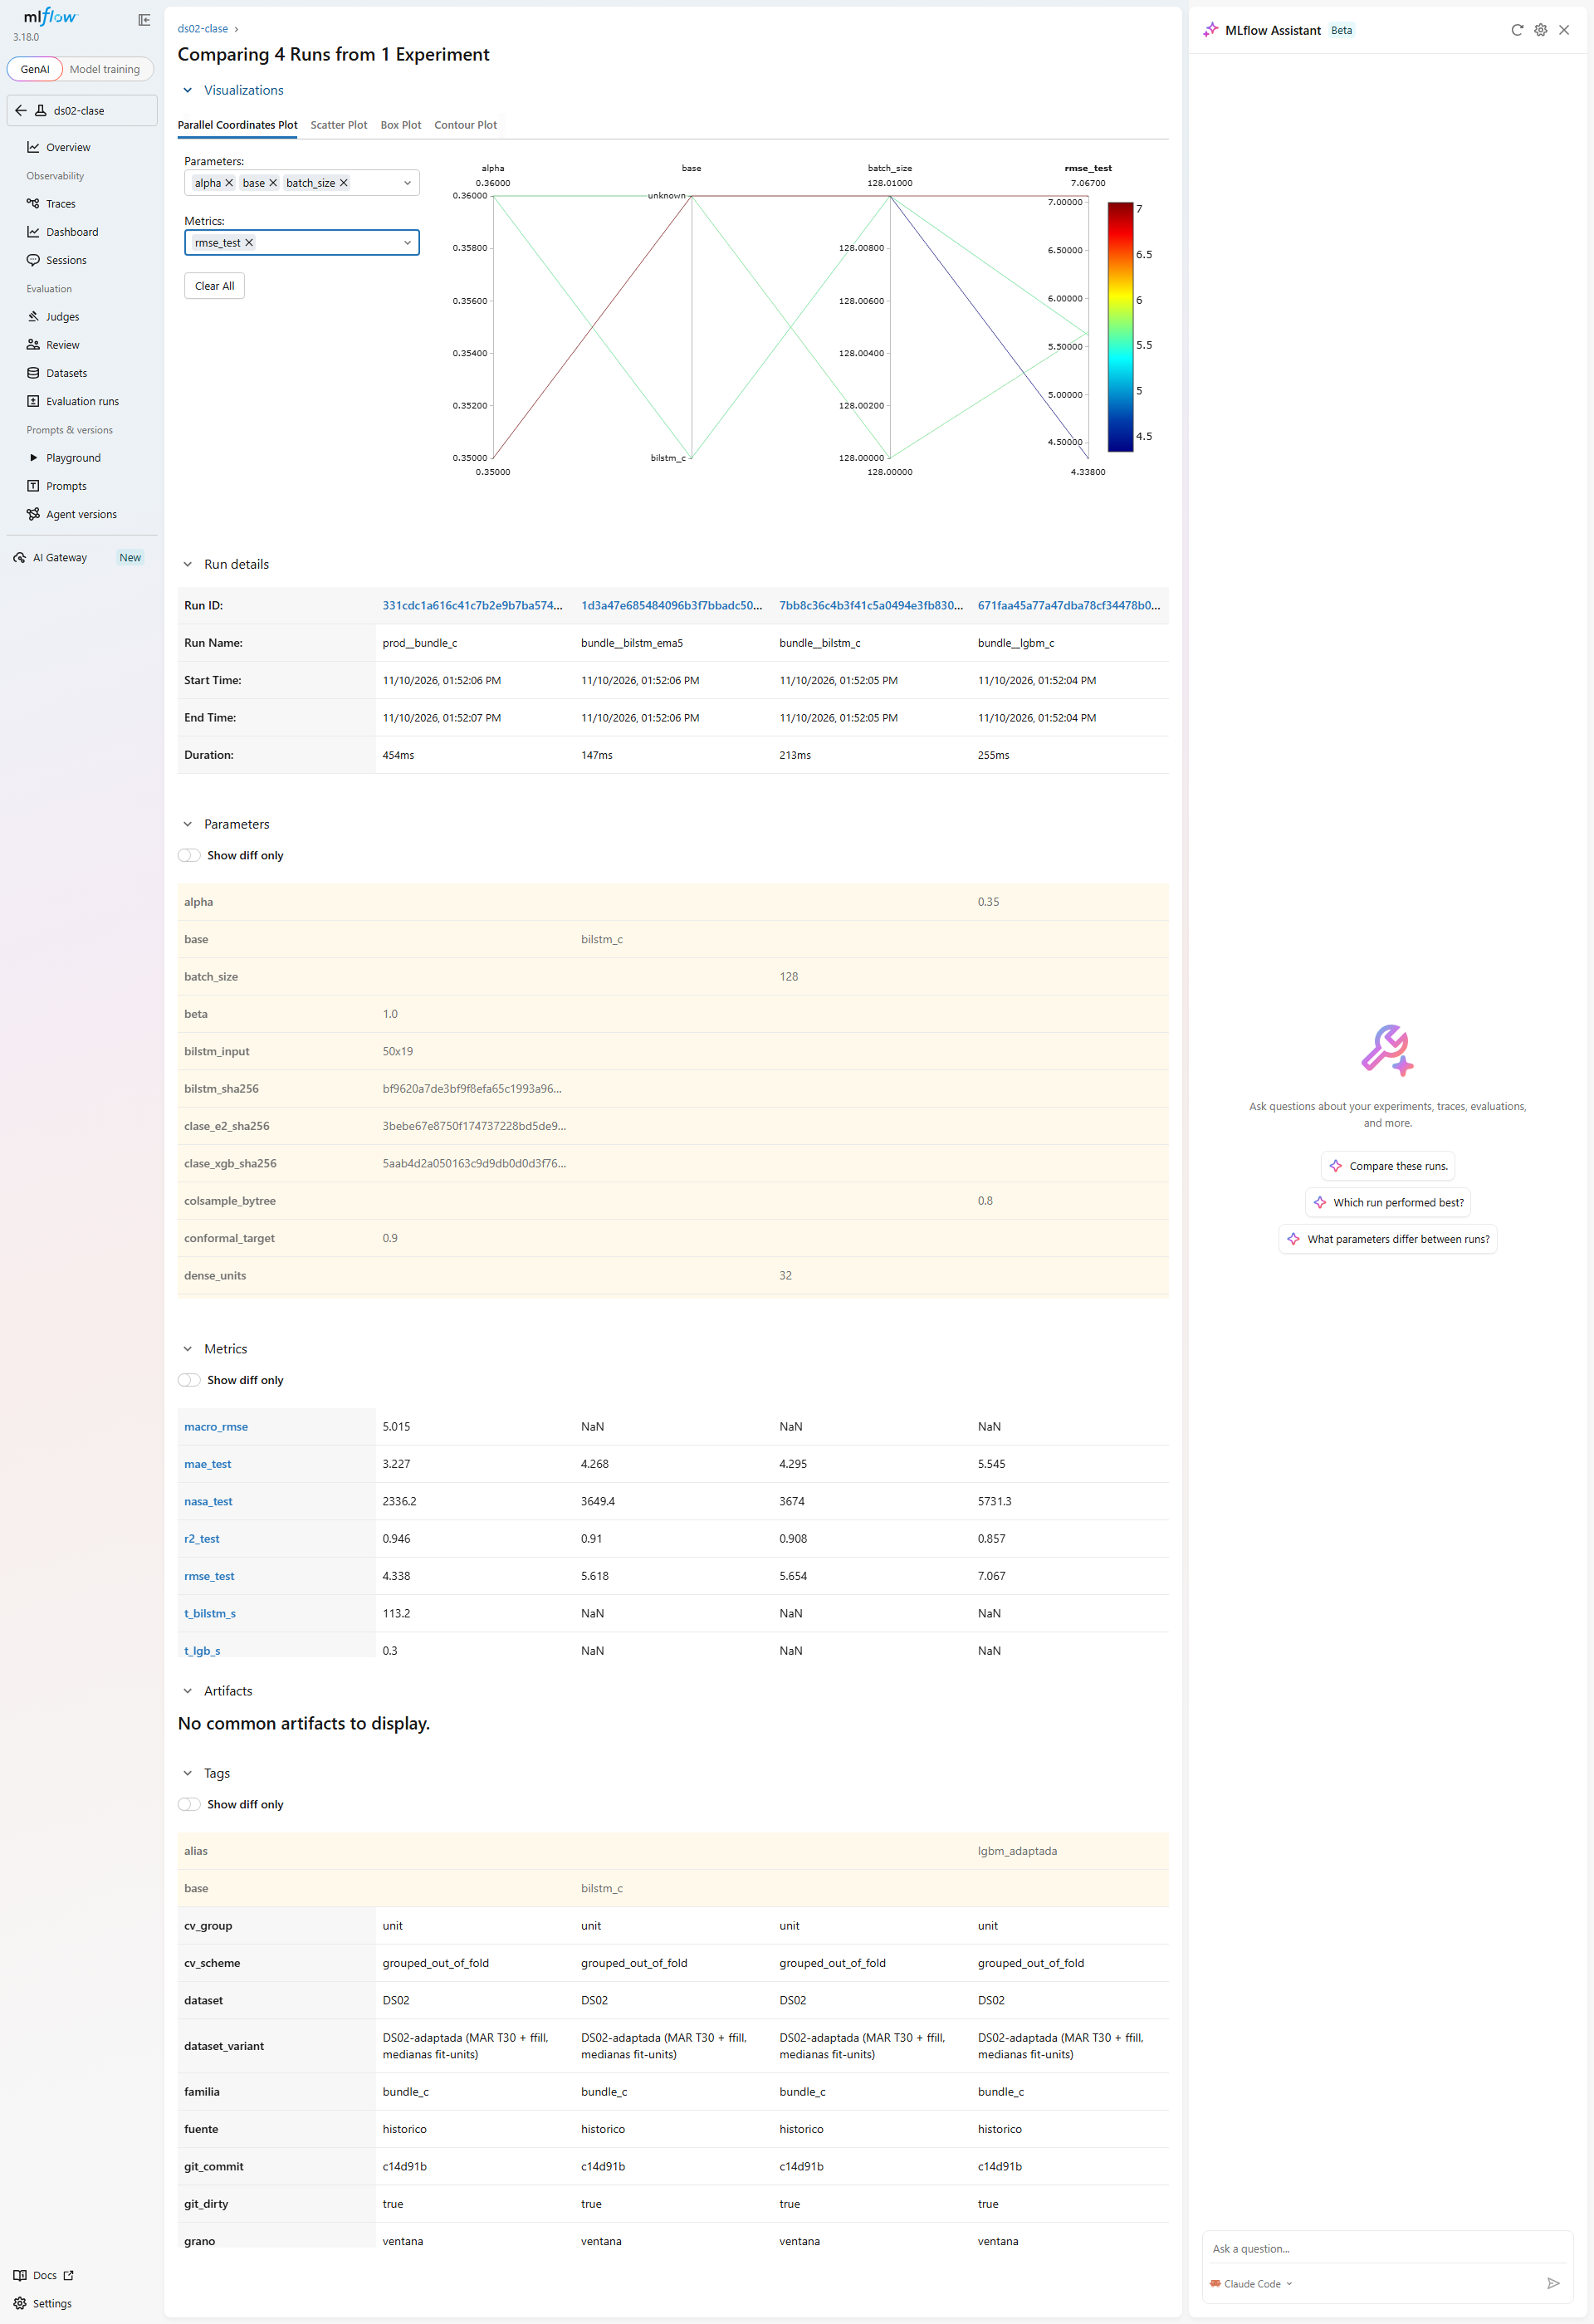 mlflow
3.18.0
GenAI
Model training
ds02-clase
Overview
Observability
Traces
Dashboard
Sessions
Evaluation
Judges
Review
Datasets
Evaluation runs
Prompts & versions
Playground
Prompts
Agent versions
AI Gateway New
Docs
Settings
ds02-clase
Comparing 4 Runs from 1 Experiment
Visualizations
Parallel Coordinates Plot Scatter Plot Box Plot Contour Plot
Parameters:
alpha base batch_size
Metrics:
rmse_test
Clear All
alpha base batch_size rmse_test
0.36000 128.01000 7.06700
0.36000 unknown 7.00000 7
0.35800 128.00800 6.50000 6.5
0.35600 128.00600 6.00000 6
0.35400 128.00400 5.50000 5.5
0.35200 128.00200 5.00000 5
4.50000 4.5
0.35000 bilstm_c 128.00000
0.35000 128.00000 4.33800
Run details
Run ID: 331cdc1a616c41c7b2e9b7ba574... 1d3a47e685484096b3f7bbadc50... 7bb8c36c4b3f41c5a0494e3fb830... 671faa45a77a47dba78cf34478b0...
Run Name: prod__bundle_c bundle__bilstm_ema5 bundle__bilstm_c bundle__lgbm_c
Start Time: 11/10/2026, 01:52:06 PM 11/10/2026, 01:52:06 PM 11/10/2026, 01:52:05 PM 11/10/2026, 01:52:04 PM
End Time: 11/10/2026, 01:52:07 PM 11/10/2026, 01:52:06 PM 11/10/2026, 01:52:05 PM 11/10/2026, 01:52:04 PM
Duration: 454ms 147ms 213ms 255ms
Parameters
Show diff only
alpha 0.35
base bilstm_c
batch_size 128
beta 1.0
bilstm_input 50x19
bilstm_sha256 bf9620a7de3bf9f8efa65c1993a96...
clase_e2_sha256 3bebe67e8750f174737228bd5de9...
clase_xgb_sha256 5aab4d2a050163c9d9db0d0d3f76...
colsample_bytree 0.8
conformal_target 0.9
dense_units 32
Metrics
Show diff only
macro_rmse 5.015 NaN NaN NaN
mae_test 3.227 4.268 4.295 5.545
nasa_test 2336.2 3649.4 3674 5731.3
r2_test 0.946 0.91 0.908 0.857
rmse_test 4.338 5.618 5.654 7.067
t_bilstm_s 113.2 NaN NaN NaN
t_lgb_s 0.3 NaN NaN NaN
Artifacts
No common artifacts to display.
Tags
Show diff only
alias lgbm_adaptada
base bilstm_c
cv_group unit unit unit unit
cv_scheme grouped_out_of_fold grouped_out_of_fold grouped_out_of_fold grouped_out_of_fold
dataset DS02 DS02 DS02 DS02
dataset_variant DS02-adaptada (MAR T30 + ffill, DS02-adaptada (MAR T30 + ffill, DS02-adaptada (MAR T30 + ffill, DS02-adaptada (MAR T30 + ffill,
medianas fit-units) medianas fit-units) medianas fit-units) medianas fit-units)
familia bundle_c bundle_c bundle_c bundle_c
fuente historico historico historico historico
git_commit c14d91b c14d91b c14d91b c14d91b
git_dirty true true true true
grano ventana ventana ventana ventana
MLflow Assistant Beta
Ask questions about your experiments, traces, evaluations,
and more.
Compare these runs.
Which run performed best?
What parameters differ between runs?
Ask a question...
Claude Code